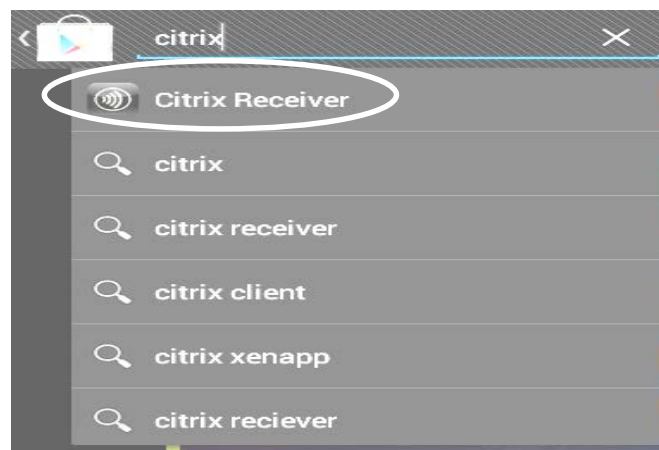 citrix
Citrix Receiver
citrix
citrix receiver
citrix client
citrix xenapp
citrix reciever